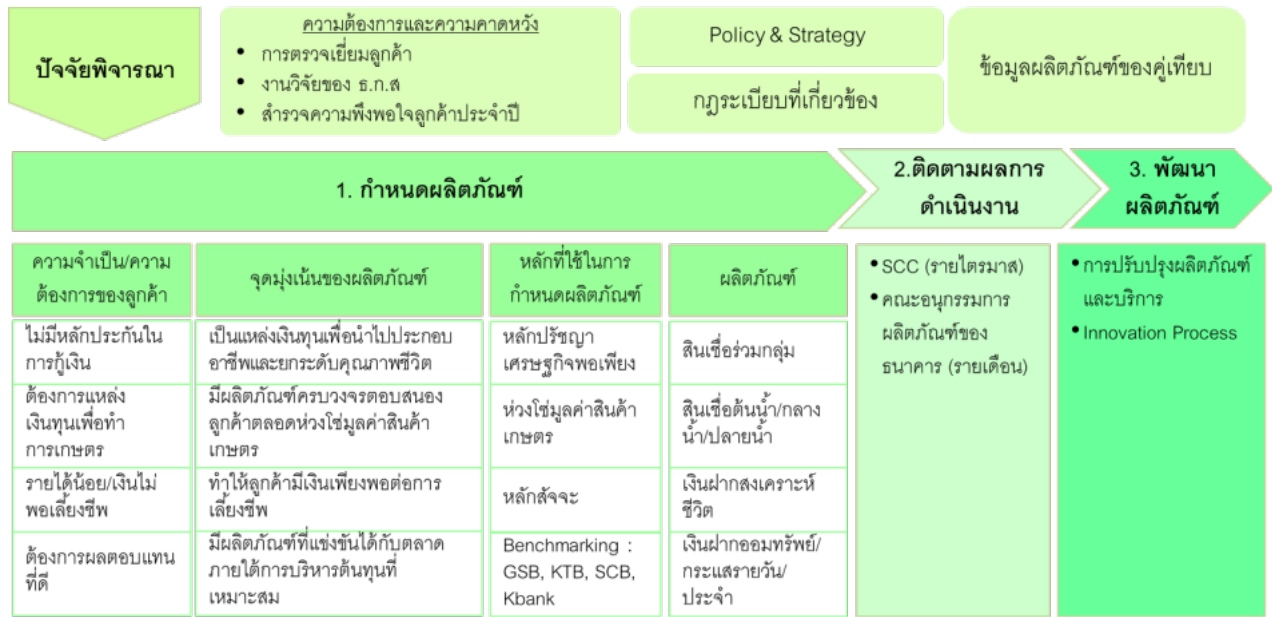 ปัจจัยพิจารณา
ความต้องการและความคาดหวัง
• การตรวจเยี่ยมลูกค้า
• งานวิจัยของ ธ.ก.ส
• สำรวจความพึงพอใจลูกค้าประจำปี
Policy & Strategy
กฎระเบียบที่เกี่ยวข้อง
ข้อมูลผลิตภัณฑ์ของคู่เทียบ
1. กำหนดผลิตภัณฑ์
2.ติดตามผลการ
ดำเนินงาน
3. พัฒนา
ผลิตภัณฑ์
ความจำเป็น/ความ
ต้องการของลูกค้า
จุดมุ่งเน้นของผลิตภัณฑ์
หลักที่ใช้ในการ
กำหนดผลิตภัณฑ์
ผลิตภัณฑ์
ไม่มีหลักประกันใน
การกู้เงิน
เป็นแหล่งเงินทุนเพื่อนำไปประกอบ
อาชีพและยกระดับคุณภาพชีวิต
หลักปรัชญา
เศรษฐกิจพอเพียง
สินเชื่อร่วมกลุ่ม
ต้องการแหล่ง
เงินทุนเพื่อทำ
การเกษตร
มีผลิตภัณฑ์ครบวงจรตอบสนอง
ลูกค้าตลอดห่วงโซ่มูลค่าสินค้า
เกษตร
ห่วงโซ่มูลค่าสินค้า
เกษตร
สินเชื่อต้นน้ำ/กลาง
น้ำ/ปลายน้ำ
รายได้น้อย/เงินไม่
พอเลี้ยงชีพ
ทำให้ลูกค้ามีเงินเพียงพอต่อการ
เลี้ยงชีพ
หลักสัจจะ
เงินฝากสงเคราะห์
ชีวิต
ต้องการผลตอบแทน
ที่ดี
มีผลิตภัณฑ์ที่แข่งขันได้กับตลาด
ภายใต้การบริหารต้นทุนที่
เหมาะสม
Benchmarking :
GSB, KTB, SCB,
Kbank
เงินฝากออมทรัพย์/
กระแสรายวัน/
ประจำ
• SCC (รายไตรมาส)
• คณะอนุกรรมการ
ผลิตภัณฑ์ของ
ธนาคาร (รายเดือน)
• การปรับปรุงผลิตภัณฑ์
และบริการ
• Innovation Process